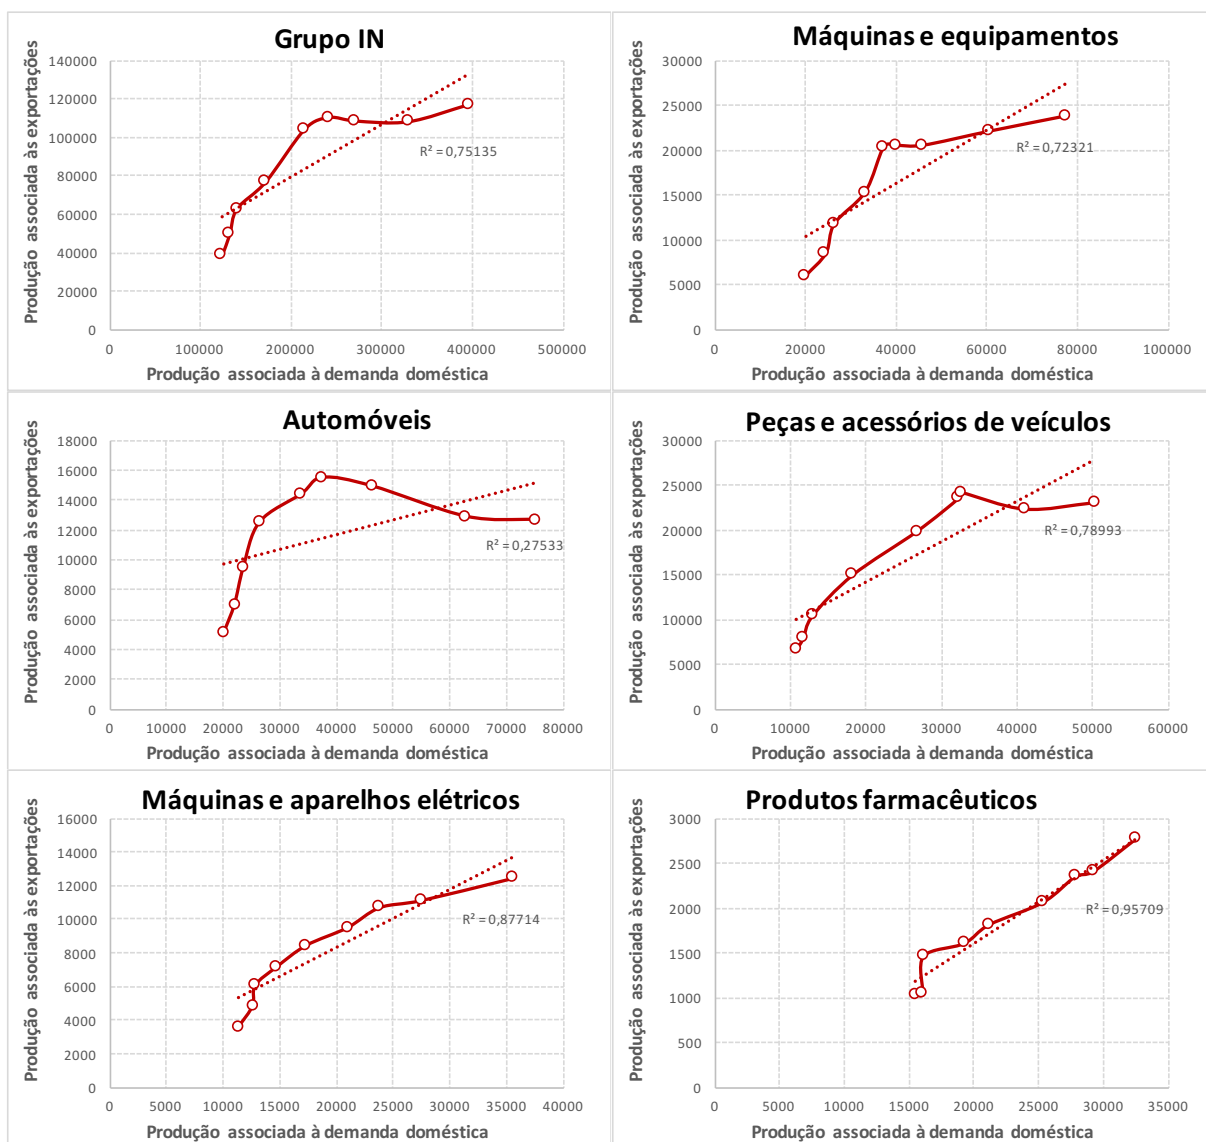 Grupo IN
Produção associada às exportações
140000
120000
100000
80000
60000
40000
20000
0
R² = 0,75135
0 100000 200000 300000 400000 500000
Produção associada à demanda doméstica
Máquinas e equipamentos
Produção associada às exportações
30000
25000
20000
15000
10000
5000
0
R² = 0,72321
0 20000 40000 60000 80000 100000
Produção associada à demanda doméstica
Automóveis
Produção associada às exportações
18000
16000
14000
12000
10000
8000
6000
4000
2000
0
R² = 0,27533
0 10000 20000 30000 40000 50000 60000 70000 80000
Produção associada à demanda doméstica
Peças e acessórios de veículos
Produção associada às exportações
30000
25000
20000
15000
10000
5000
0
R² = 0,78993
0 10000 20000 30000 40000 50000 60000
Produção associada à demanda doméstica
Máquinas e aparelhos elétricos
Produção associada às exportações
16000
14000
12000
10000
8000
6000
4000
2000
0
R² = 0,87714
0 5000 10000 15000 20000 25000 30000 35000 40000
Produção associada à demanda doméstica
Produtos farmacêuticos
Produção associada às exportações
3000
2500
2000
1500
1000
500
0
R² = 0,95709
0 5000 10000 15000 20000 25000 30000 35000
Produção associada à demanda doméstica